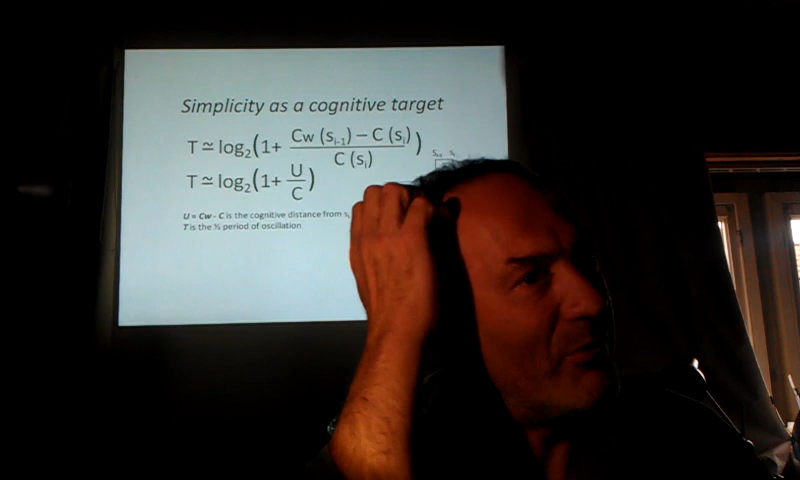 Simplicity as a cognitive target
T ≃ log₂(1+ Cw (sᵢ₋₁) – C (sᵢ) / C (sᵢ))
T ≃ log₂(1+ U / C)
U = Cw - C is the cognitive distance from
T is the ½ period of oscillation